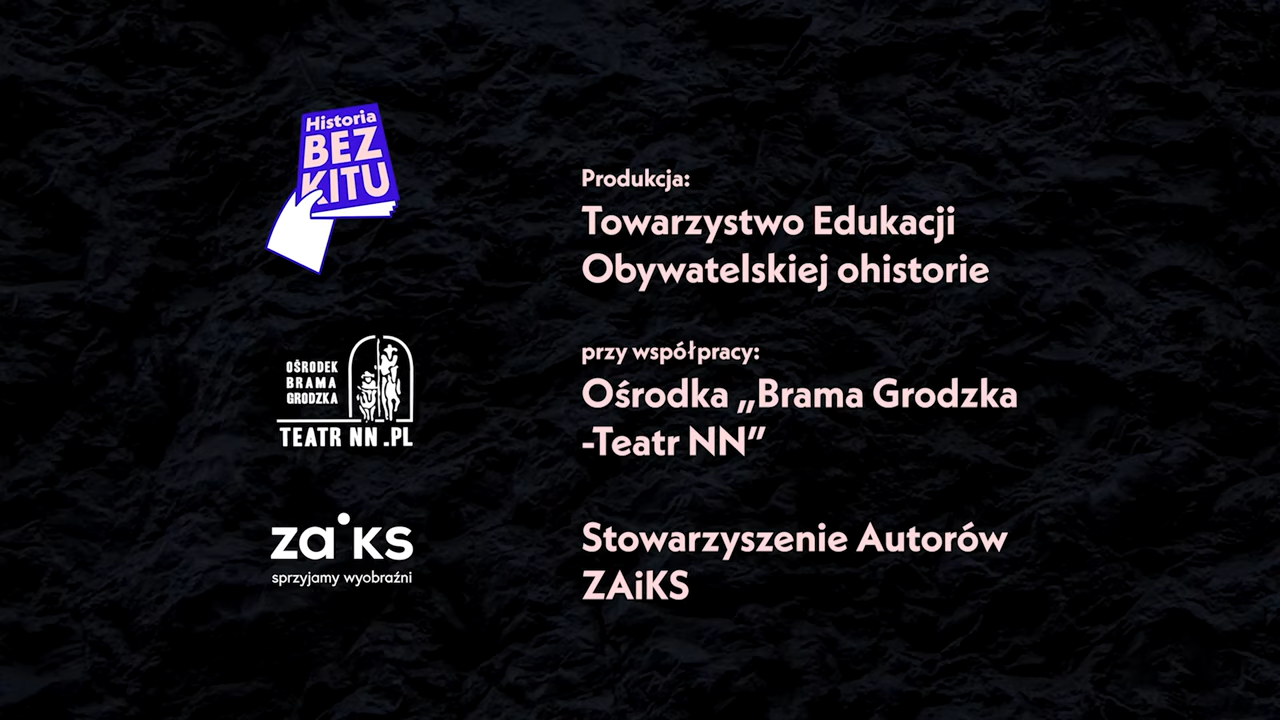 Historia
BEZ
KITU
Produkcja:
Towarzystwo Edukacji
Obywatelskiej ohistorie
OŚRODEK
BRAMA
GRODZKA
TEATR NN .PL
przy współpracy:
Ośrodka „Brama Grodzka
-Teatr NN”
zaiks
sprzyjamy wyobraźni
Stowarzyszenie Autorów
ZAiKS